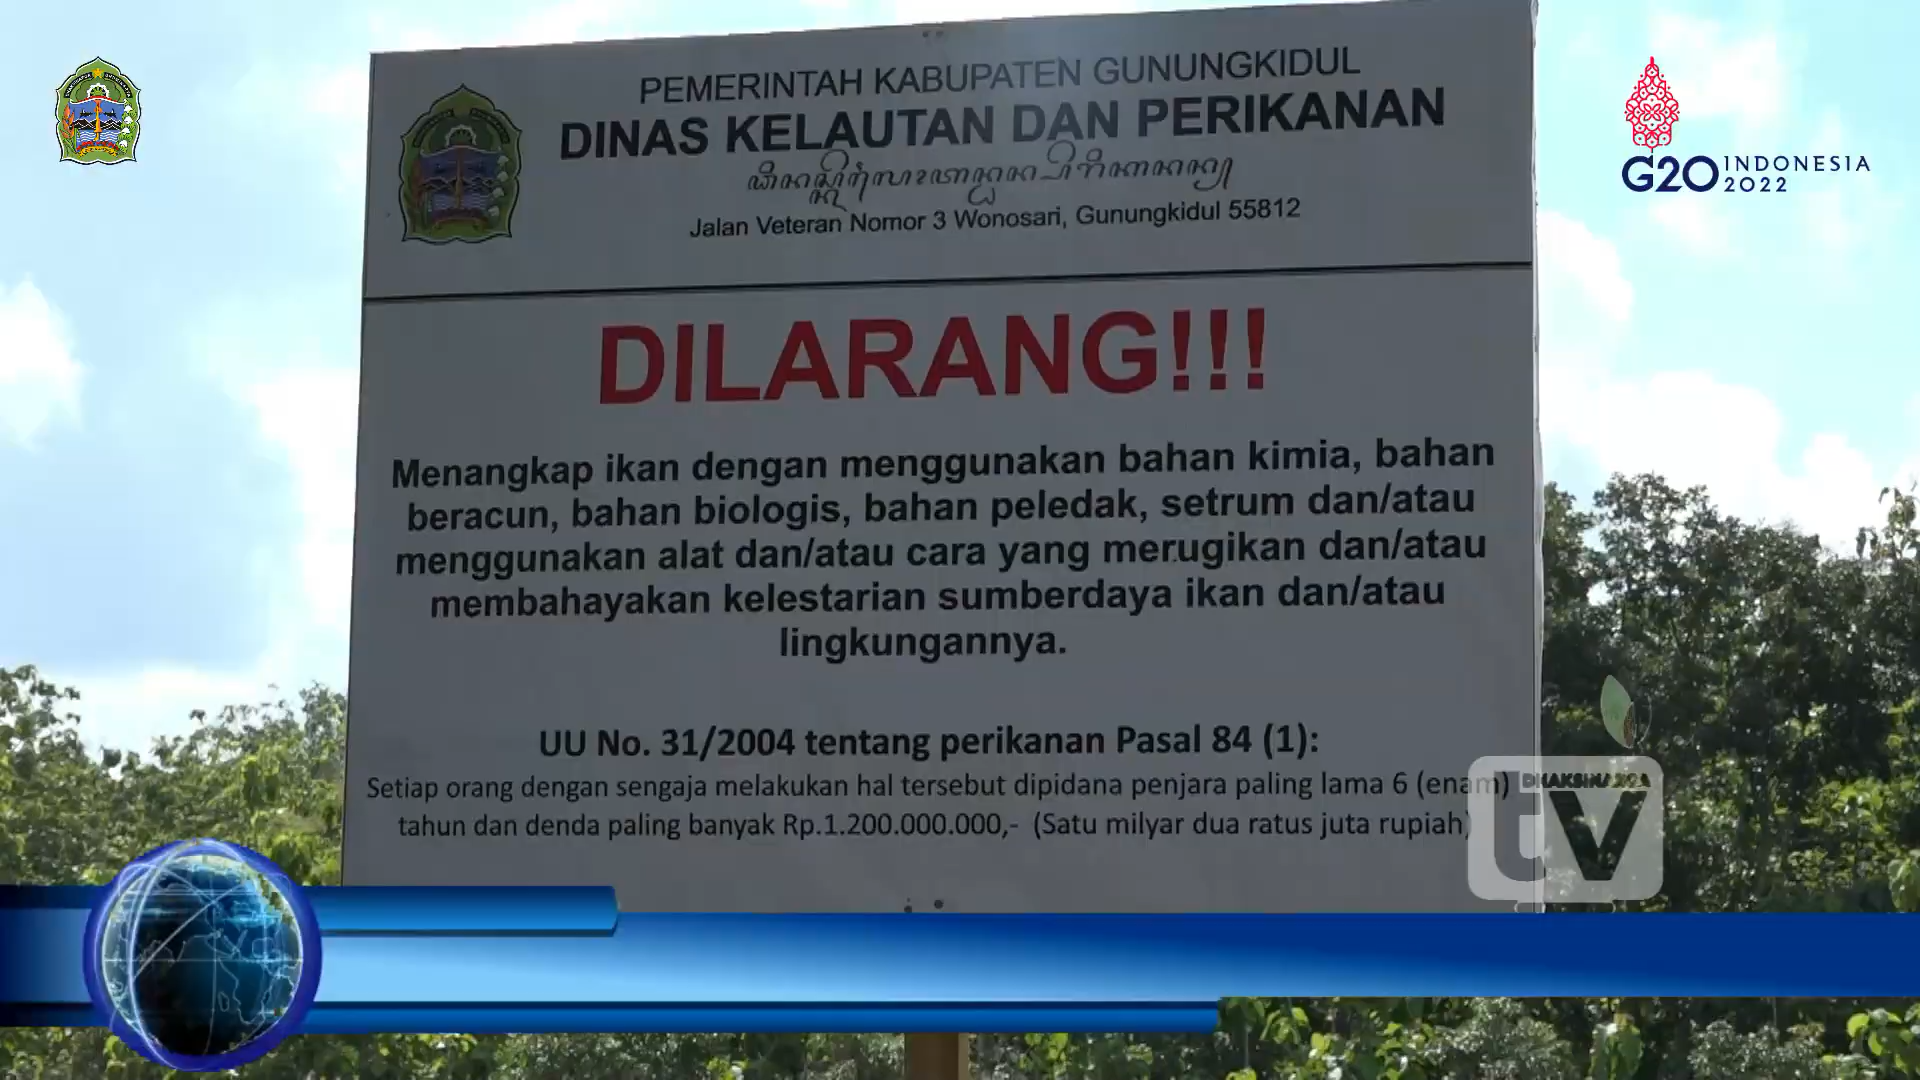 PEMERINTAH KABUPATEN GUNUNGKIDUL
DINAS KELAUTAN DAN PERIKANAN
Jalan Veteran Nomor 3 Wonosari, Gunungkidul 55812
DILARANG!!!
Menangkap ikan dengan menggunakan bahan kimia, bahan
beracun, bahan biologis, bahan peledak, setrum dan/atau
menggunakan alat dan/atau cara yang merugikan dan/atau
membahayakan kelestarian sumberdaya ikan dan/atau
lingkungannya.
UU No. 31/2004 tentang perikanan Pasal 84 (1):
Setiap orang dengan sengaja melakukan hal tersebut dipidana penjara paling lama 6 (enam)
tahun dan denda paling banyak Rp.1.200.000.000,- (Satu milyar dua ratus juta rupiah)
G20 INDONESIA
2022
tv